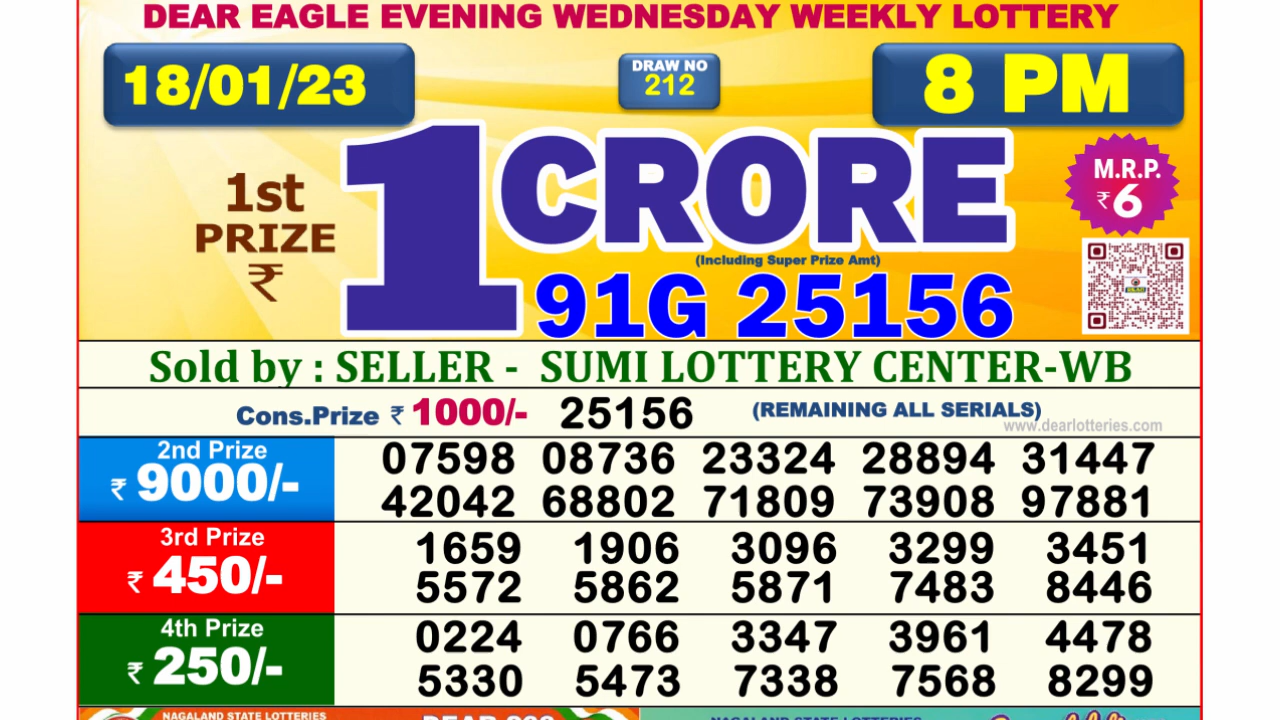 DEAR EAGLE EVENING WEDNESDAY WEEKLY LOTTERY
18/01/23
DRAW NO
212
8 PM
1st
PRIZE
₹
1 CRORE
(Including Super Prize Amt)
91G 25156
M.R.P.
₹ 6
Sold by : SELLER - SUMI LOTTERY CENTER-WB
Cons.Prize ₹ 1000/- 25156 (REMAINING ALL SERIALS)
www.dearlotteries.com
2nd Prize
₹ 9000/-
07598 08736 23324 28894 31447
42042 68802 71809 73908 97881
3rd Prize
₹ 450/-
1659 1906 3096 3299 3451
5572 5862 5871 7483 8446
4th Prize
₹ 250/-
0224 0766 3347 3961 4478
5330 5473 7338 7568 8299
NAGALAND STATE LOTTERIES